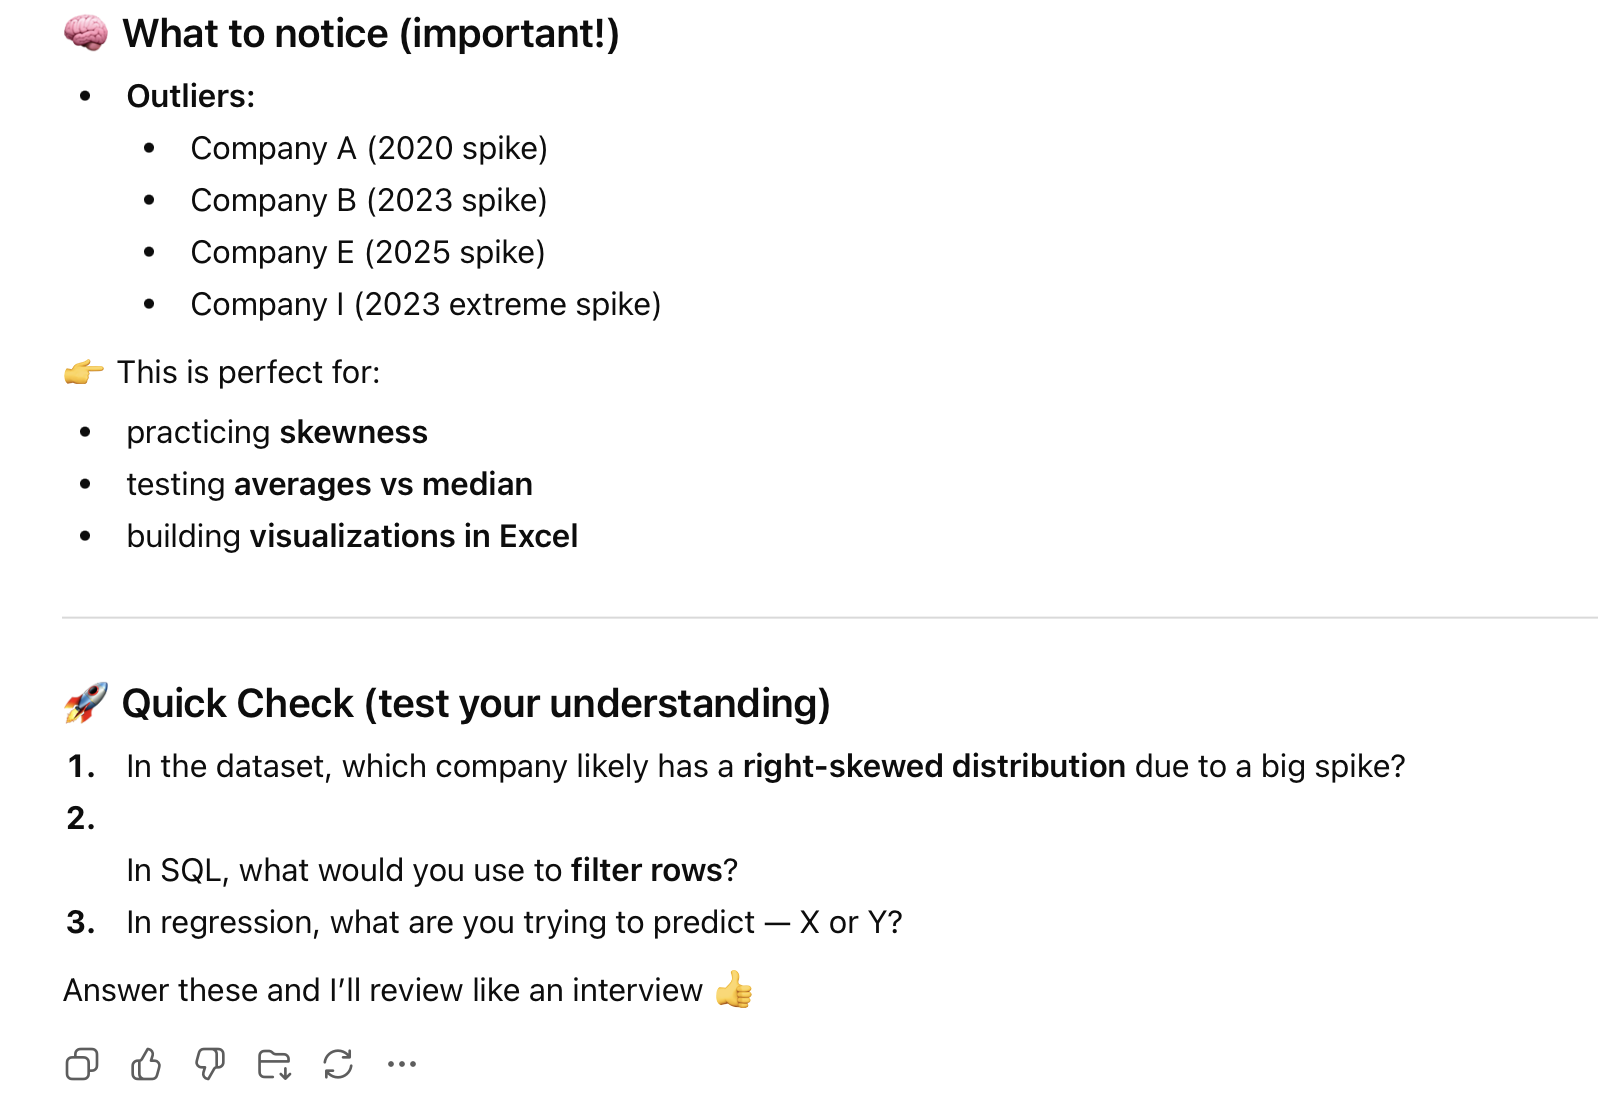 🧠 What to notice (important!)
• Outliers:
• Company A (2020 spike)
• Company B (2023 spike)
• Company E (2025 spike)
• Company I (2023 extreme spike)
👉 This is perfect for:
• practicing skewness
• testing averages vs median
• building visualizations in Excel
🚀 Quick Check (test your understanding)
1. In the dataset, which company likely has a right-skewed distribution due to a big spike?
2.
In SQL, what would you use to filter rows?
3. In regression, what are you trying to predict — X or Y?
Answer these and I’ll review like an interview 👍